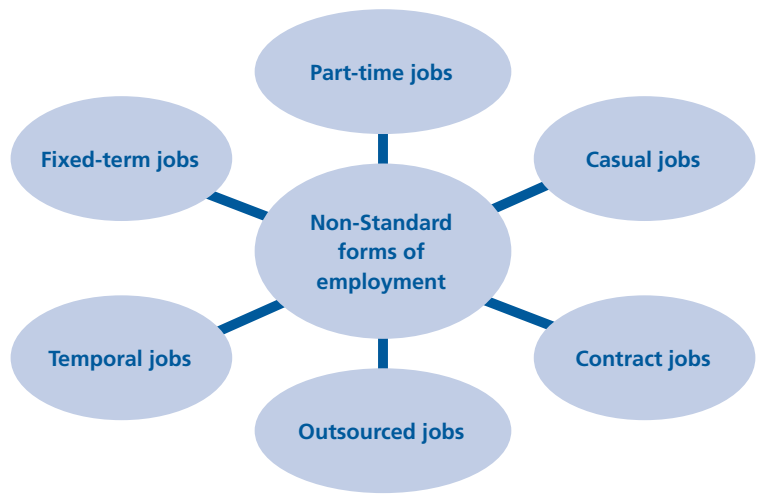 Part-time jobs
Fixed-term jobs
Casual jobs
Non-Standard
forms of
employment
Temporal jobs
Contract jobs
Outsourced jobs